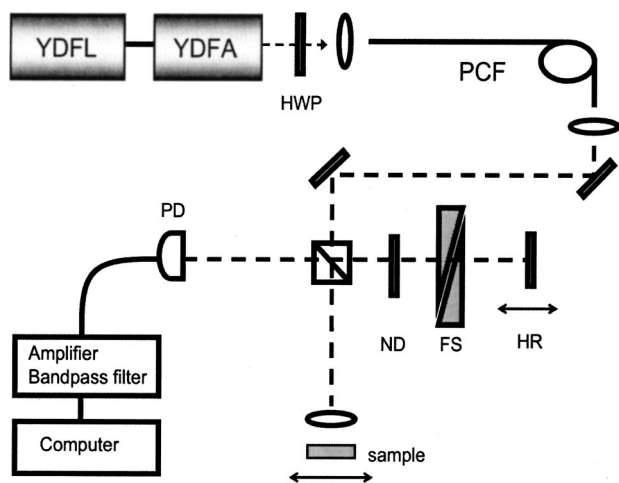 YDFL
YDFA
HWP
PCF
PD
ND
FS
HR
Amplifier
Bandpass filter
Computer
sample